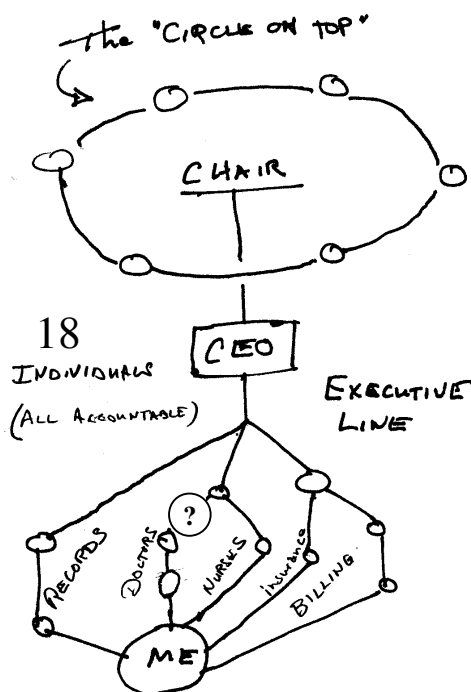 The "CIRCLE ON TOP"
CHAIR
18
INDIVIDUALS
(ALL ACCOUNTABLE)
CEO
EXECUTIVE
LINE
RECORDS
DOCTORS
?
NURSES
insurance
BILLING
ME